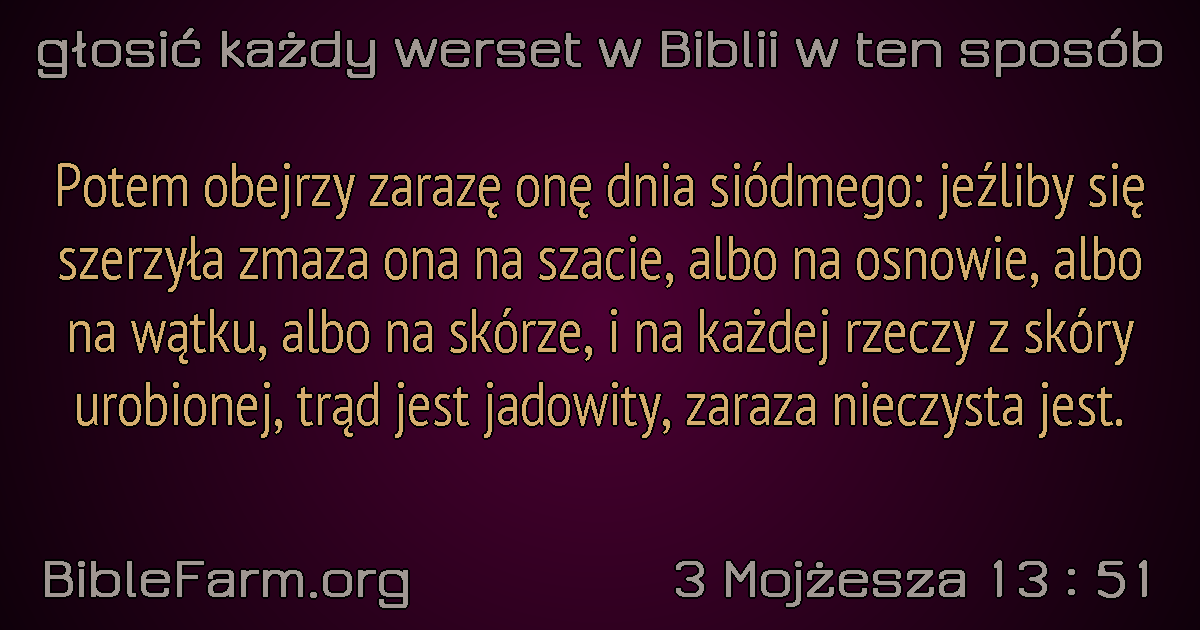 głosić każdy werset w Biblii w ten sposób
Potem obejrzy zarazę onę dnia siódmego: jeźliby się
szerzyła zmaza ona na szacie, albo na osnowie, albo
na wątku, albo na skórze, i na każdej rzeczy z skóry
urobionej, trąd jest jadowity, zaraza nieczysta jest.
BibleFarm.org
3 Mojżesza 13 : 51